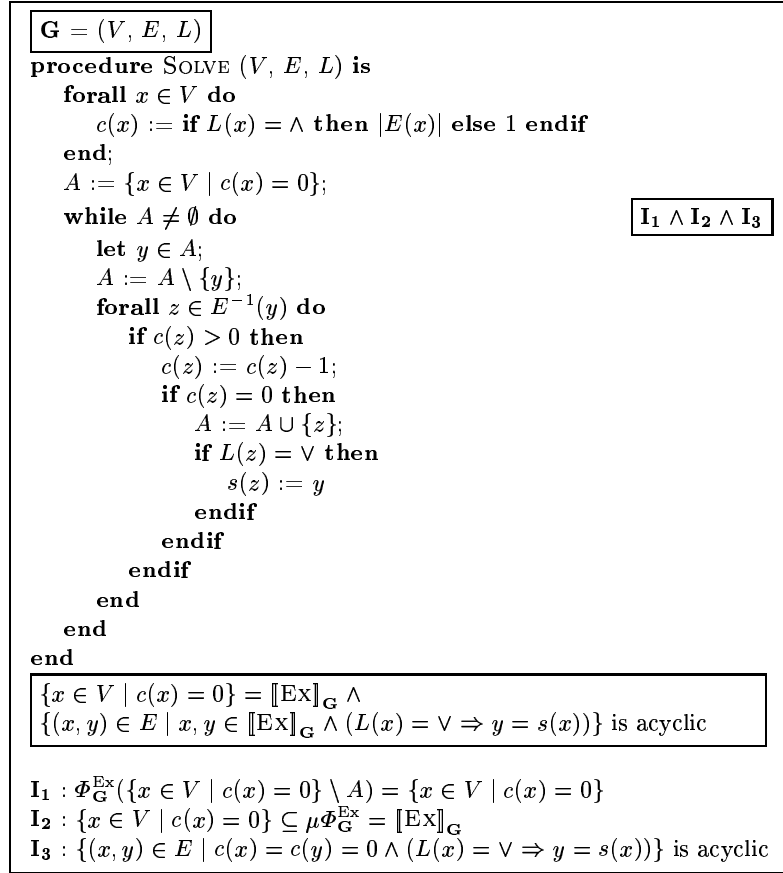 G = (V, E, L)
procedure SOLVE (V, E, L) is
forall x ∈ V do
c(x) := if L(x) = ∧ then |E(x)| else 1 endif
end;
A := {x ∈ V | c(x) = 0};
while A ≠ ∅ do I₁ ∧ I₂ ∧ I₃
let y ∈ A;
A := A \ {y};
forall z ∈ E⁻¹(y) do
if c(z) > 0 then
c(z) := c(z) − 1;
if c(z) = 0 then
A := A ∪ {z};
if L(z) = ∨ then
s(z) := y
endif
endif
endif
end
end
end
{x ∈ V | c(x) = 0} = ⟦Ex⟧_G ∧
{(x, y) ∈ E | x, y ∈ ⟦Ex⟧_G ∧ (L(x) = ∨ ⇒ y = s(x))} is acyclic
I₁ : Φ_G^Ex({x ∈ V | c(x) = 0} \ A) = {x ∈ V | c(x) = 0}
I₂ : {x ∈ V | c(x) = 0} ⊆ μΦ_G^Ex = ⟦Ex⟧_G
I₃ : {(x, y) ∈ E | c(x) = c(y) = 0 ∧ (L(x) = ∨ ⇒ y = s(x))} is acyclic